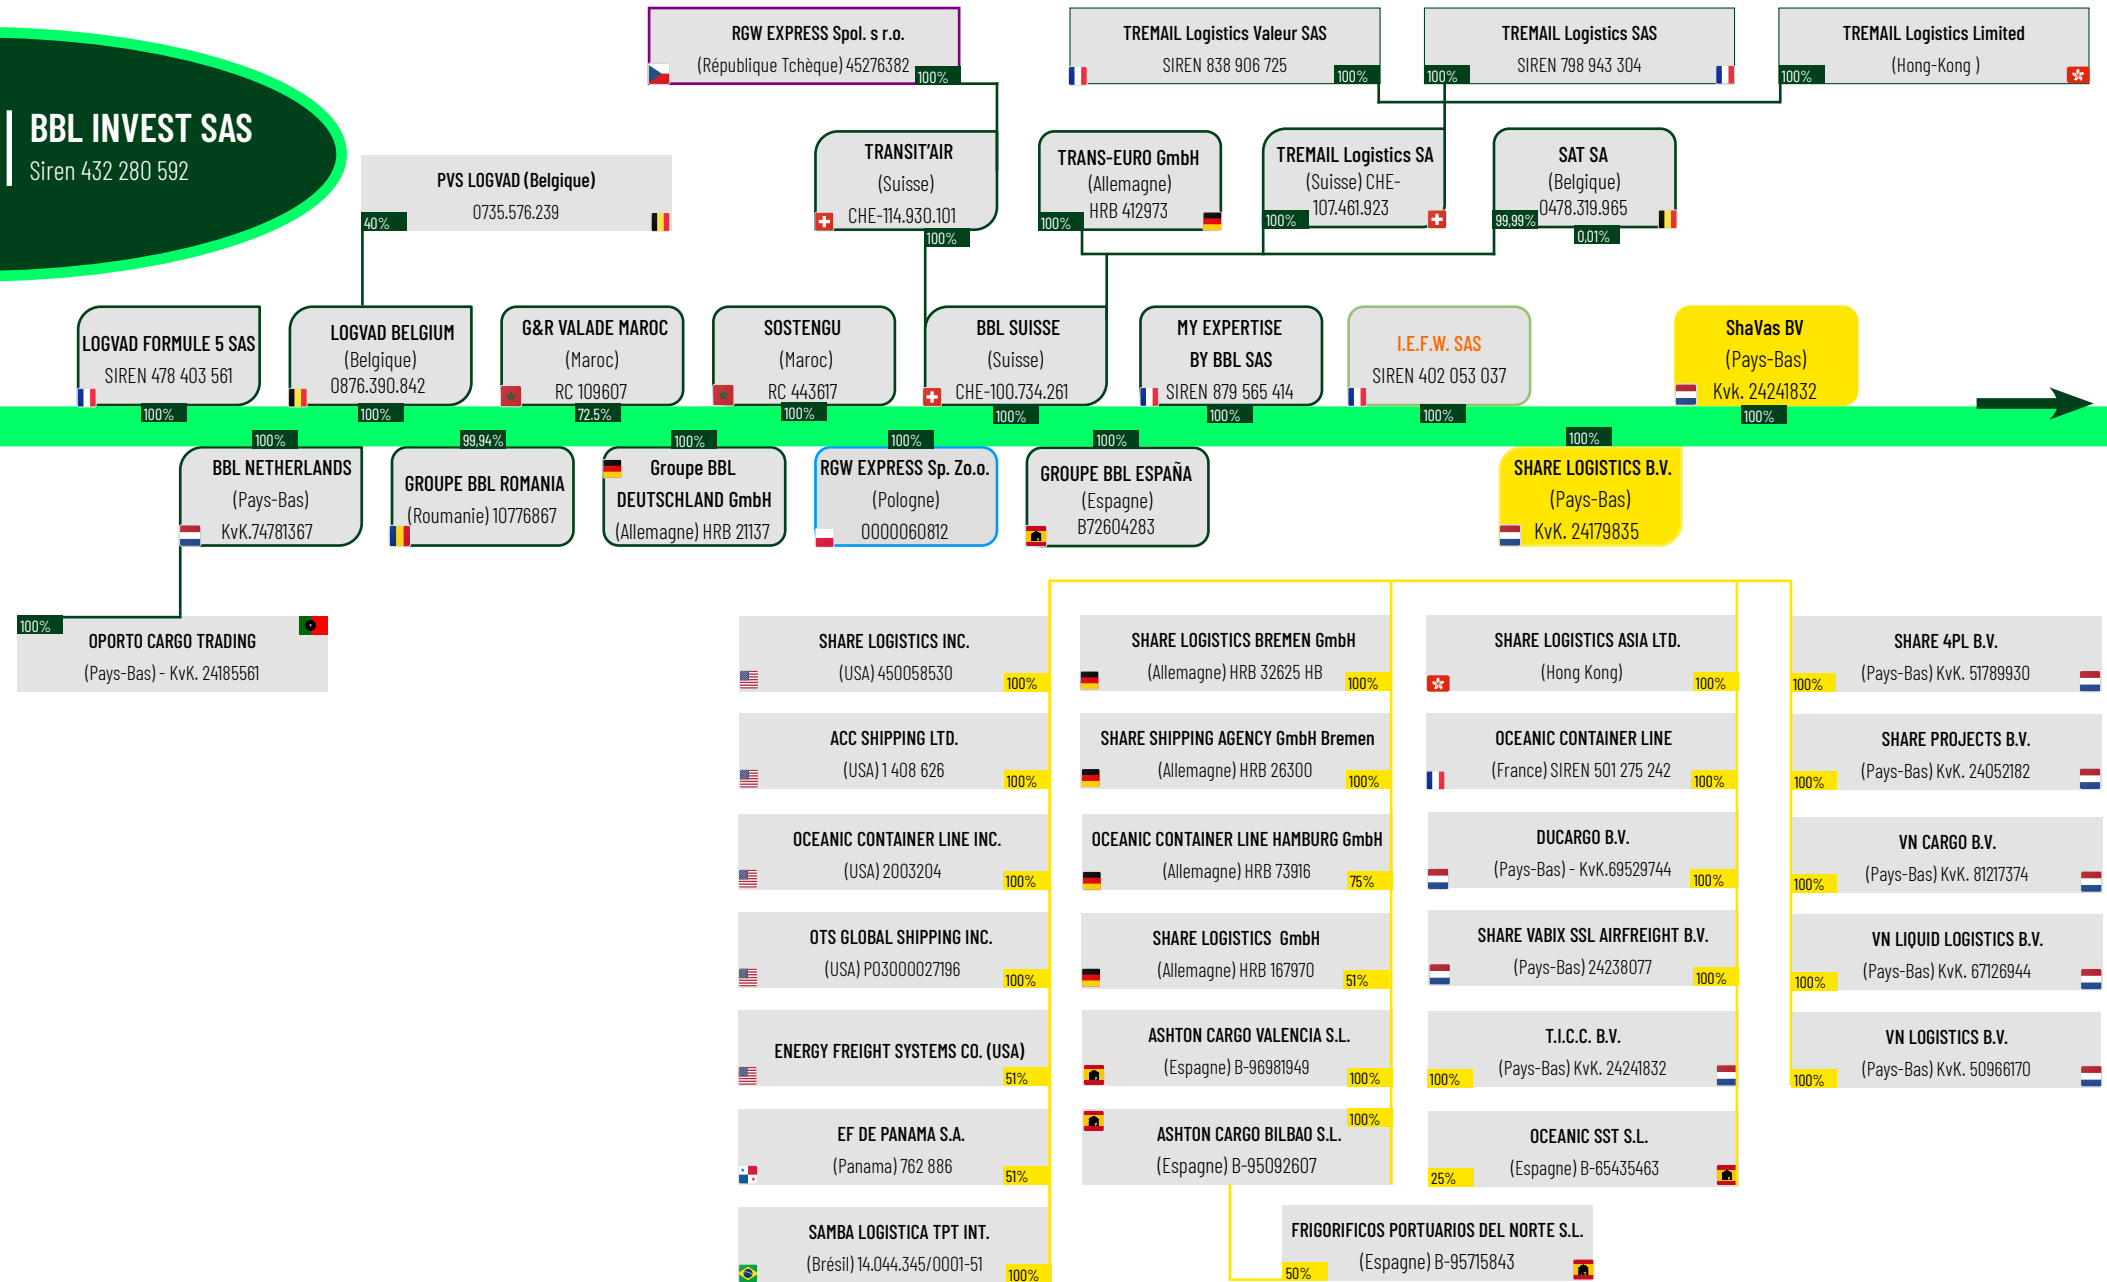 BBL INVEST SAS
Siren 432 280 592
RGW EXPRESS Spol. s r.o.
(République Tchèque) 45276382
100%
TREMAIL Logistics Valeur SAS
SIREN 838 906 725
100%
TREMAIL Logistics SAS
SIREN 798 943 304
100%
TREMAIL Logistics Limited
(Hong-Kong )
100%
PVS LOGVAD (Belgique)
0735.576.239
40%
TRANSIT'AIR
(Suisse)
CHE-114.930.101
100%
TRANS-EURO GmbH
(Allemagne)
HRB 412973
100%
TREMAIL Logistics SA
(Suisse) CHE-
107.461.923
100%
SAT SA
(Belgique)
0478.319.965
99,99%
0,01%
LOGVAD FORMULE 5 SAS
SIREN 478 403 561
100%
LOGVAD BELGIUM
(Belgique)
0876.390.842
100%
G&R VALADE MAROC
(Maroc)
RC 109607
72.5%
SOSTENGU
(Maroc)
RC 443617
100%
BBL SUISSE
(Suisse)
CHE-100.734.261
100%
MY EXPERTISE
BY BBL SAS
SIREN 879 565 414
100%
I.E.F.W. SAS
SIREN 402 053 037
100%
ShaVas BV
(Pays-Bas)
Kvk. 24241832
100%
100%
BBL NETHERLANDS
(Pays-Bas)
KvK.74781367
99,94%
GROUPE BBL ROMANIA
(Roumanie) 10776867
100%
Groupe BBL
DEUTSCHLAND GmbH
(Allemagne) HRB 21137
100%
RGW EXPRESS Sp. Zo.o.
(Pologne)
0000060812
100%
GROUPE BBL ESPAÑA
(Espagne)
B72604283
100%
SHARE LOGISTICS B.V.
(Pays-Bas)
KvK. 24179835
100%
OPORTO CARGO TRADING
(Pays-Bas) - KvK. 24185561
SHARE LOGISTICS INC.
(USA) 450058530
100%
ACC SHIPPING LTD.
(USA) 1 408 626
100%
OCEANIC CONTAINER LINE INC.
(USA) 2003204
100%
OTS GLOBAL SHIPPING INC.
(USA) P03000027196
100%
ENERGY FREIGHT SYSTEMS CO. (USA)
51%
EF DE PANAMA S.A.
(Panama) 762 886
51%
SAMBA LOGISTICA TPT INT.
(Brésil) 14.044.345/0001-51
100%
SHARE LOGISTICS BREMEN GmbH
(Allemagne) HRB 32625 HB
100%
SHARE SHIPPING AGENCY GmbH Bremen
(Allemagne) HRB 26300
100%
OCEANIC CONTAINER LINE HAMBURG GmbH
(Allemagne) HRB 73916
75%
SHARE LOGISTICS GmbH
(Allemagne) HRB 167970
51%
ASHTON CARGO VALENCIA S.L.
(Espagne) B-96981949
100%
100%
ASHTON CARGO BILBAO S.L.
(Espagne) B-95092607
FRIGORIFICOS PORTUARIOS DEL NORTE S.L.
(Espagne) B-95715843
50%
SHARE LOGISTICS ASIA LTD.
(Hong Kong)
100%
OCEANIC CONTAINER LINE
(France) SIREN 501 275 242
100%
DUCARGO B.V.
(Pays-Bas) - KvK.69529744
100%
SHARE VABIX SSL AIRFREIGHT B.V.
(Pays-Bas) 24238077
100%
T.I.C.C. B.V.
(Pays-Bas) KvK. 24241832
100%
OCEANIC SST S.L.
(Espagne) B-65435463
25%
SHARE 4PL B.V.
(Pays-Bas) KvK. 51789930
100%
SHARE PROJECTS B.V.
(Pays-Bas) KvK. 24052182
100%
VN CARGO B.V.
(Pays-Bas) KvK. 81217374
100%
VN LIQUID LOGISTICS B.V.
(Pays-Bas) KvK. 67126944
100%
VN LOGISTICS B.V.
(Pays-Bas) KvK. 50966170
100%